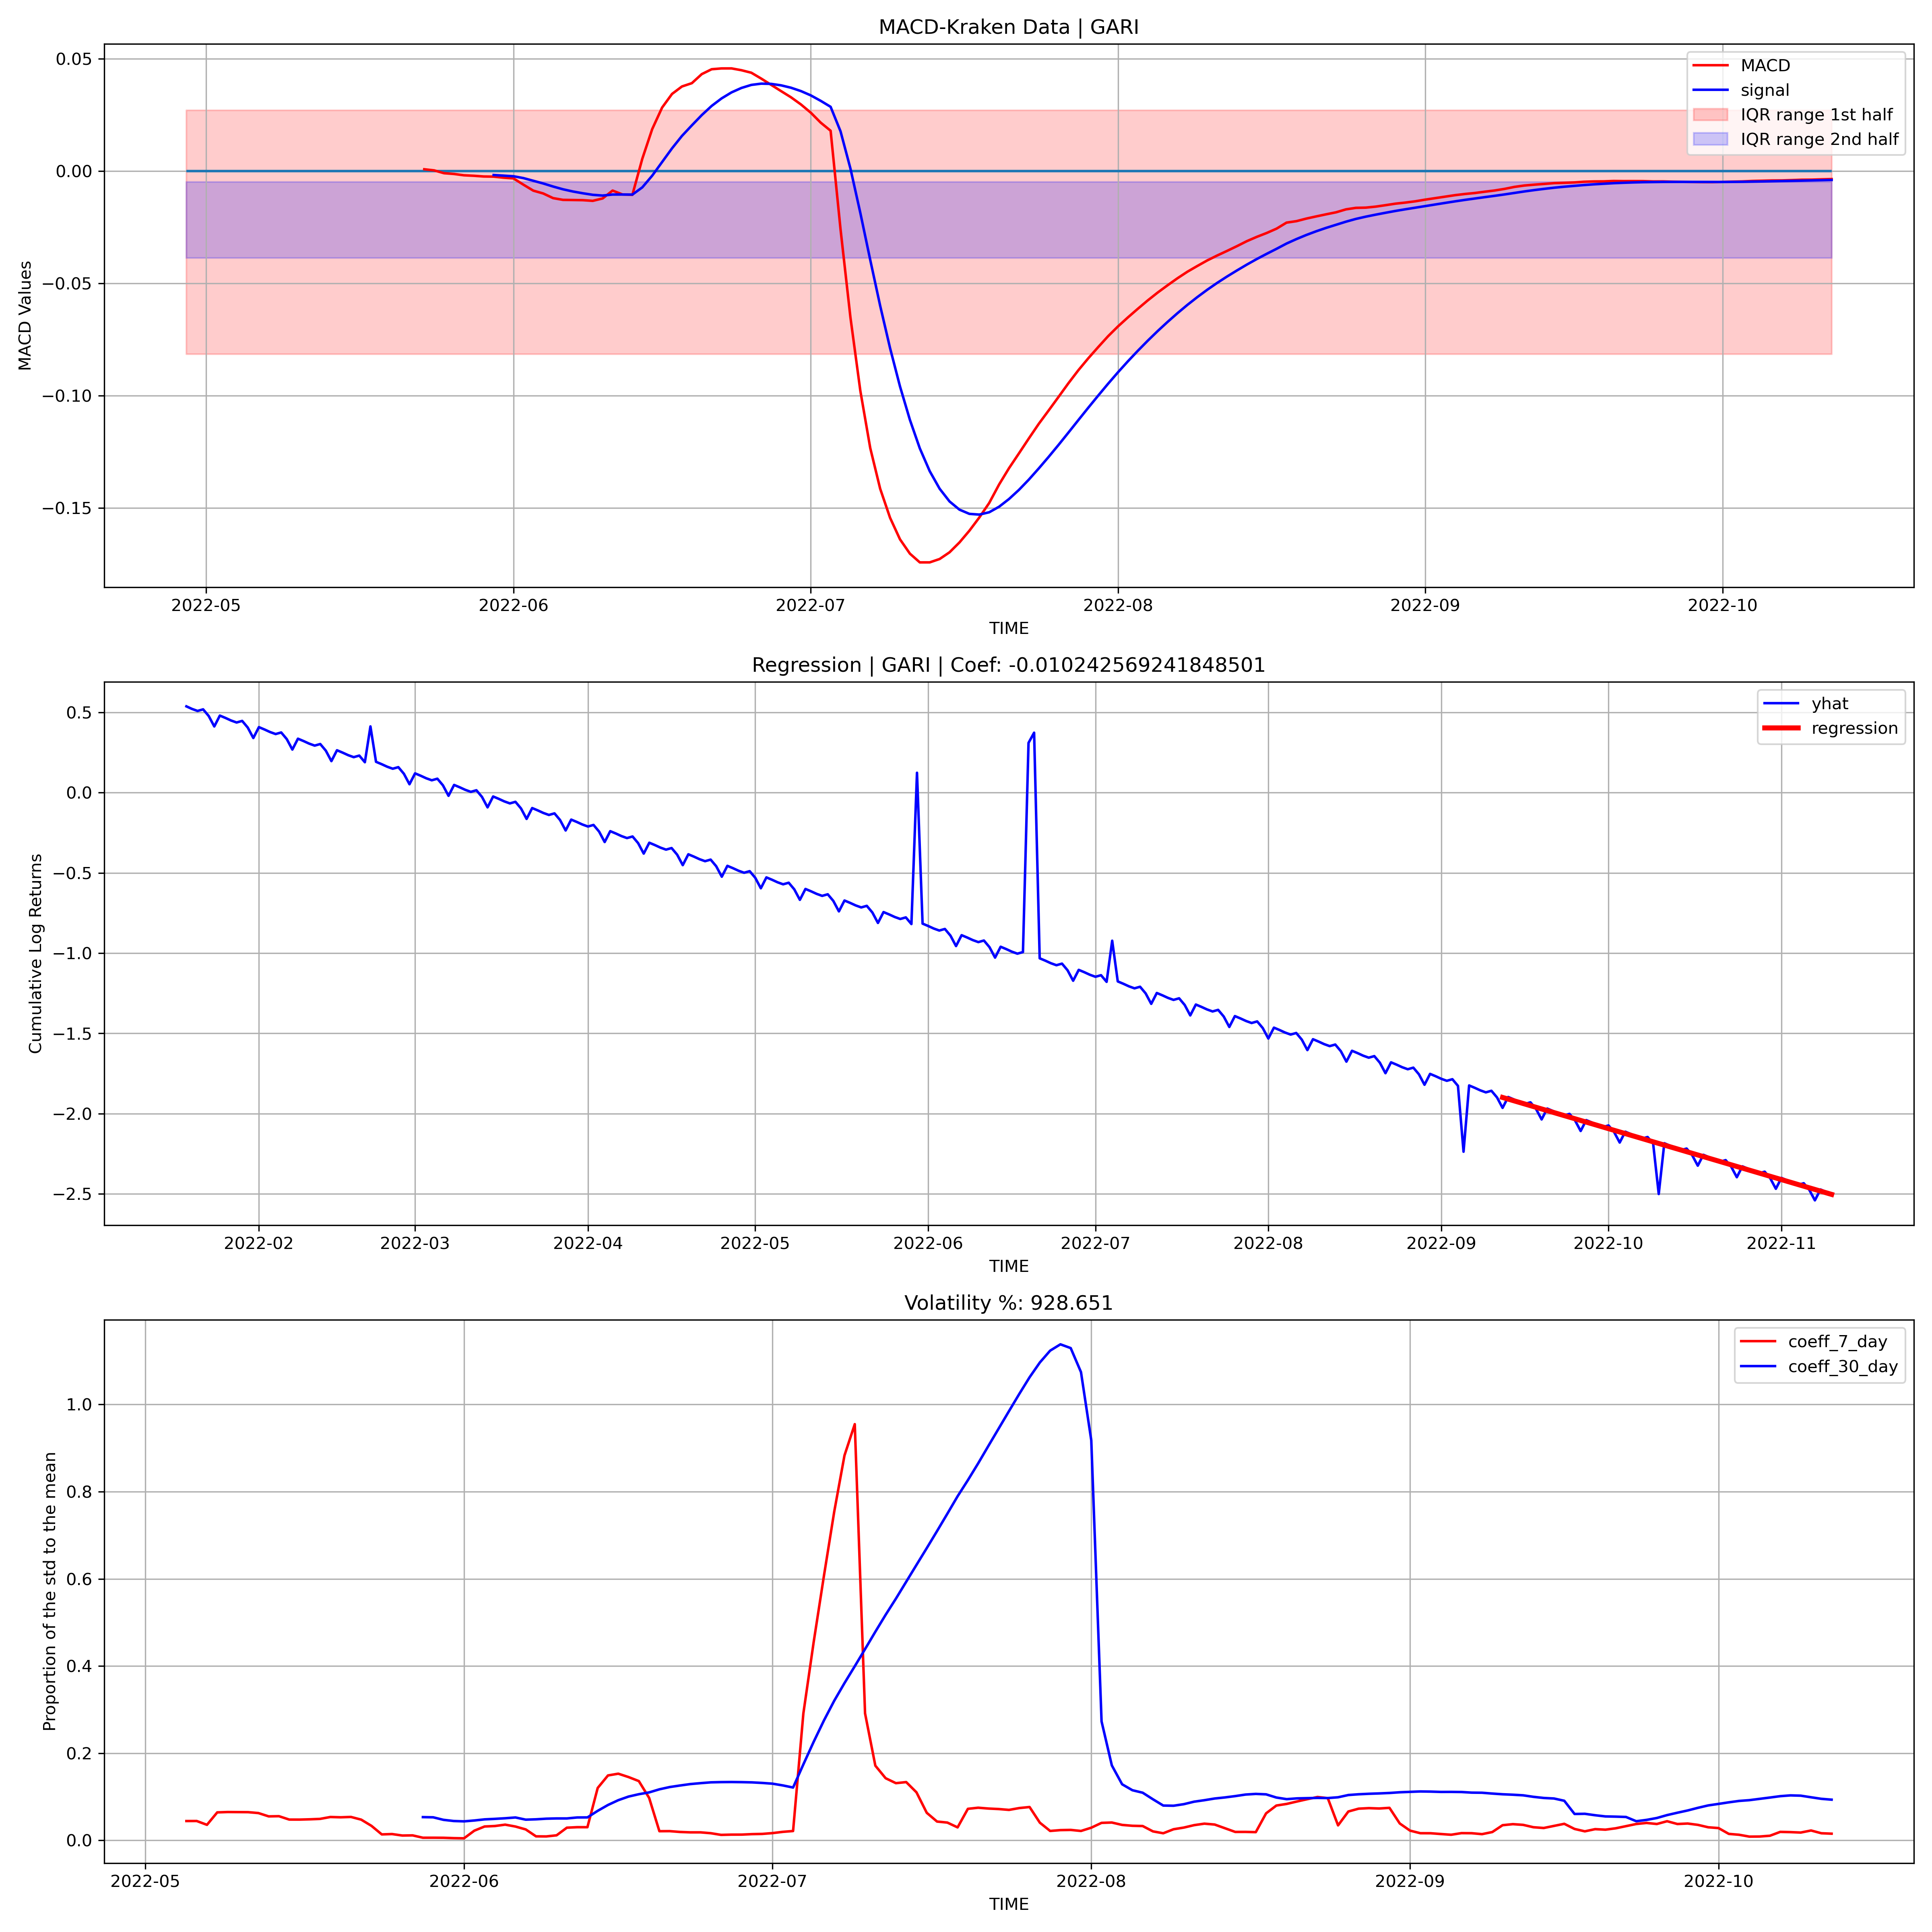 MACD-Kraken Data | GARI
MACD Values
0.05
0.00
−0.05
−0.10
−0.15
MACD
signal
IQR range 1st half
IQR range 2nd half
2022-05 2022-06 2022-07 2022-08 2022-09 2022-10
TIME
Regression | GARI | Coef: -0.010242569241848501
Cumulative Log Returns
0.5
0.0
−0.5
−1.0
−1.5
−2.0
−2.5
yhat
regression
2022-02 2022-03 2022-04 2022-05 2022-06 2022-07 2022-08 2022-09 2022-10 2022-11
TIME
Volatility %: 928.651
Proportion of the std to the mean
1.0
0.8
0.6
0.4
0.2
0.0
coeff_7_day
coeff_30_day
2022-05 2022-06 2022-07 2022-08 2022-09 2022-10
TIME